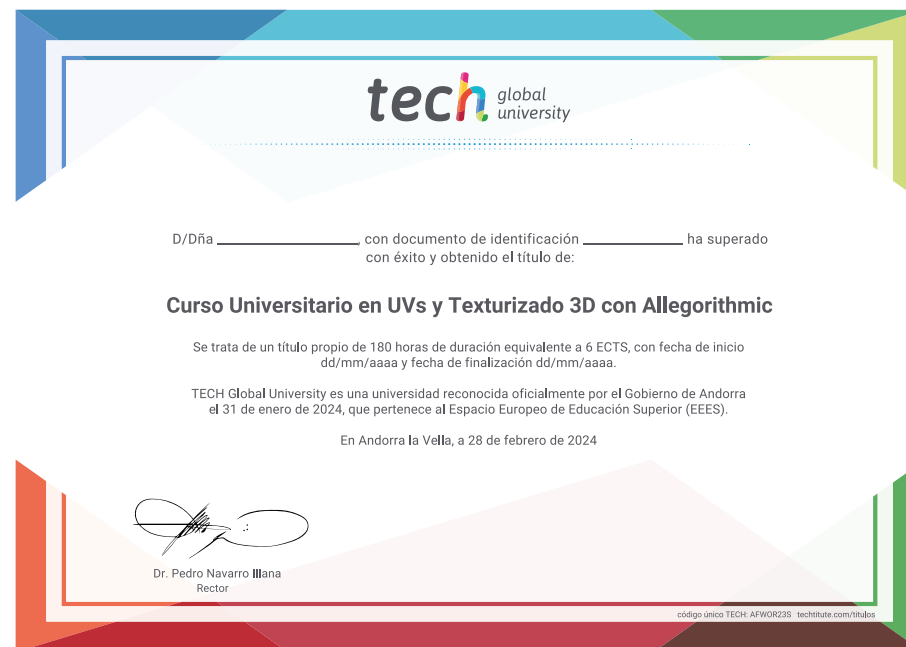 tech global
university
D/Dña ______________, con documento de identificación __________ ha superado
con éxito y obtenido el título de:
Curso Universitario en UVs y Texturizado 3D con Allegorithmic
Se trata de un título propio de 180 horas de duración equivalente a 6 ECTS, con fecha de inicio
dd/mm/aaaa y fecha de finalización dd/mm/aaaa.
TECH Global University es una universidad reconocida oficialmente por el Gobierno de Andorra
el 31 de enero de 2024, que pertenece al Espacio Europeo de Educación Superior (EEES).
En Andorra la Vella, a 28 de febrero de 2024
Dr. Pedro Navarro Illana
Rector
código único TECH: AFWOR23S techtitute.com/titulos